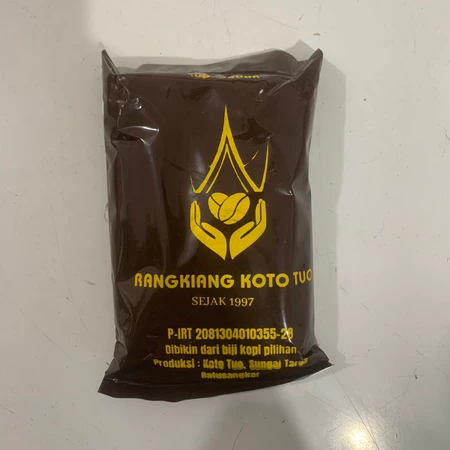 RANGKIANG KOTO TUO
SEJAK 1997
P-IRT 2081304010355-28
Dibikin dari biji kopi pilihan
Produksi : Koto Tuo, Sungai Tarab
Batusangkar